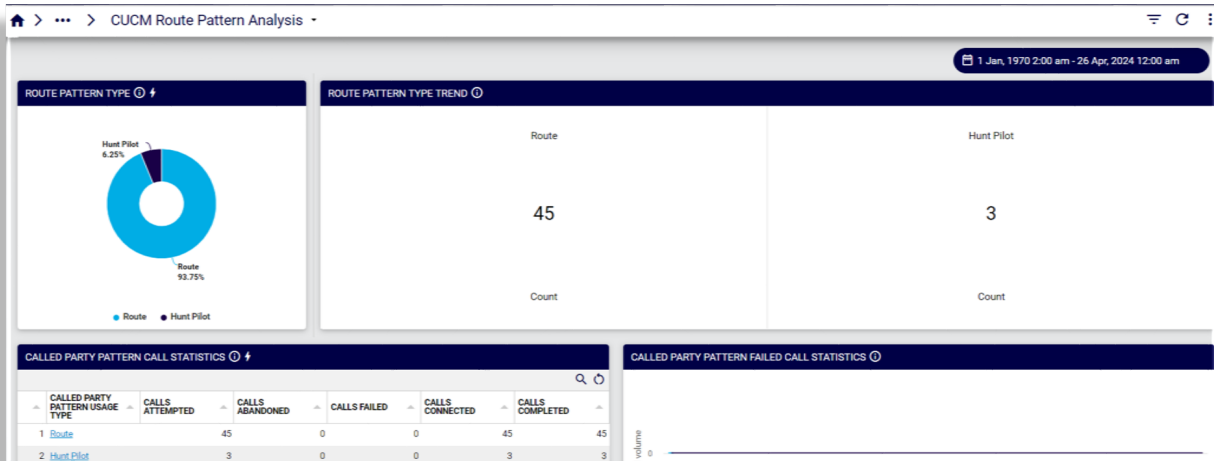 CUCM Route Pattern Analysis
1 Jan, 1970 2:00 am - 26 Apr, 2024 12:00 am
ROUTE PATTERN TYPE
Hunt Pilot
6.25%
Route
93.75%
Route Hunt Pilot
ROUTE PATTERN TYPE TREND
Route
45
Count
Hunt Pilot
3
Count
CALLED PARTY PATTERN CALL STATISTICS
CALLED PARTY
PATTERN USAGE
TYPE
CALLS
ATTEMPTED
CALLS
ABANDONED
CALLS FAILED
CALLS
CONNECTED
CALLS
COMPLETED
1 Route 45 0 0 45 45
2 Hunt Pilot 3 0 0 3 3
CALLED PARTY PATTERN FAILED CALL STATISTICS
volume
0